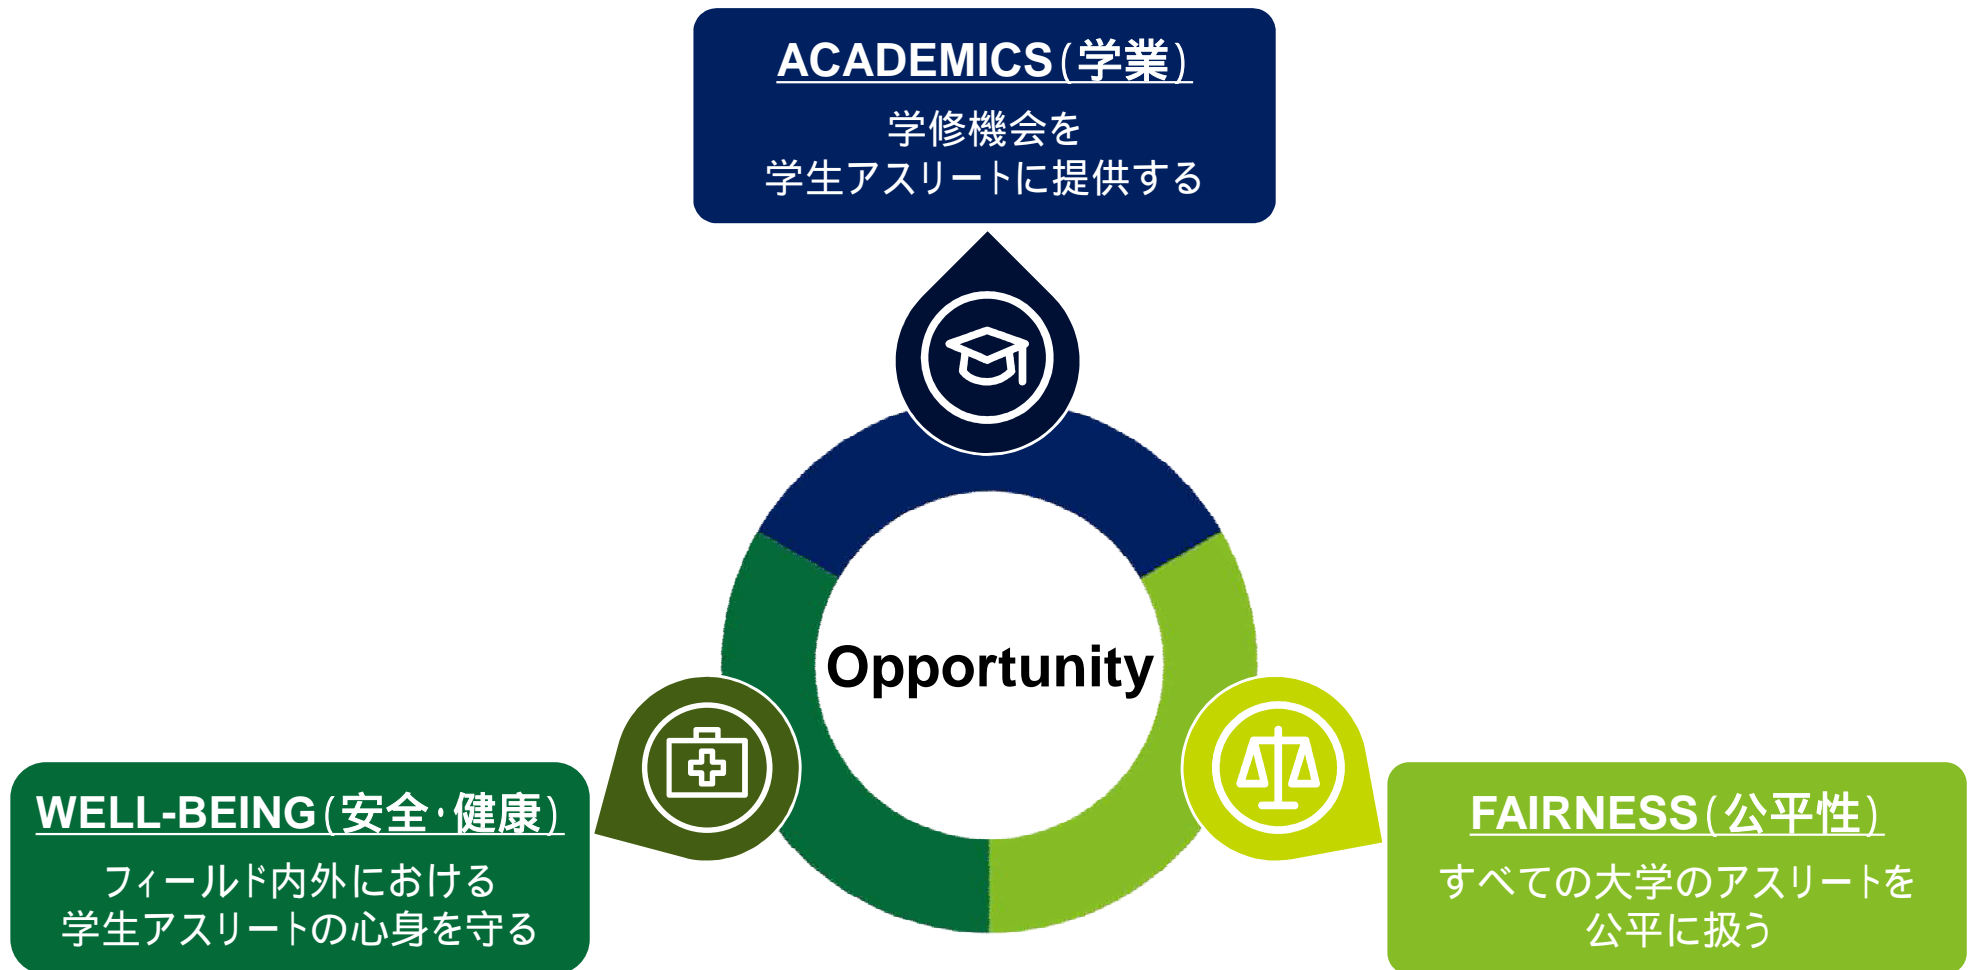 ACADEMICS(学業)
学修機会を
学生アスリートに提供する
Opportunity
WELL-BEING(安全・健康)
フィールド内外における
学生アスリートの心身を守る
FAIRNESS(公平性)
すべての大学のアスリートを
公平に扱う